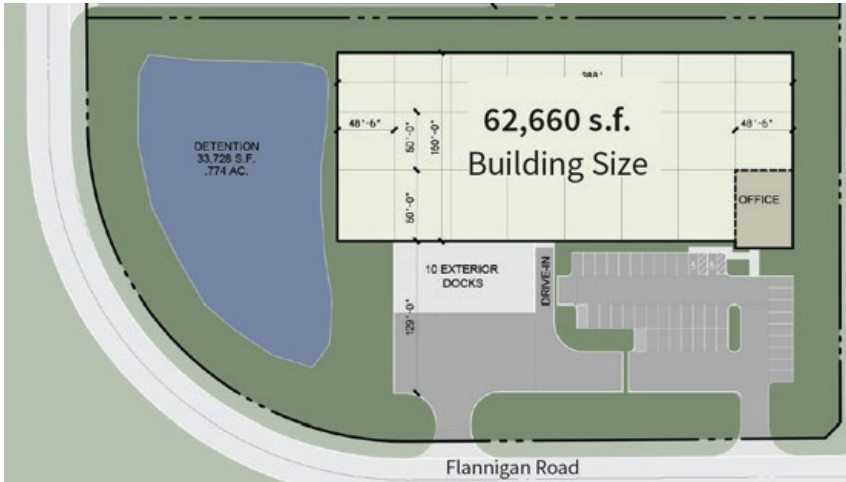 62,660 s.f.
Building Size
48'-6"
50'-0"
160'-0"
48'-6"
DETENTION
33,728 S.F.
.774 AC.
50'-0"
OFFICE
10 EXTERIOR
DOCKS
DRIVE-IN
129'-0"
Flannigan Road